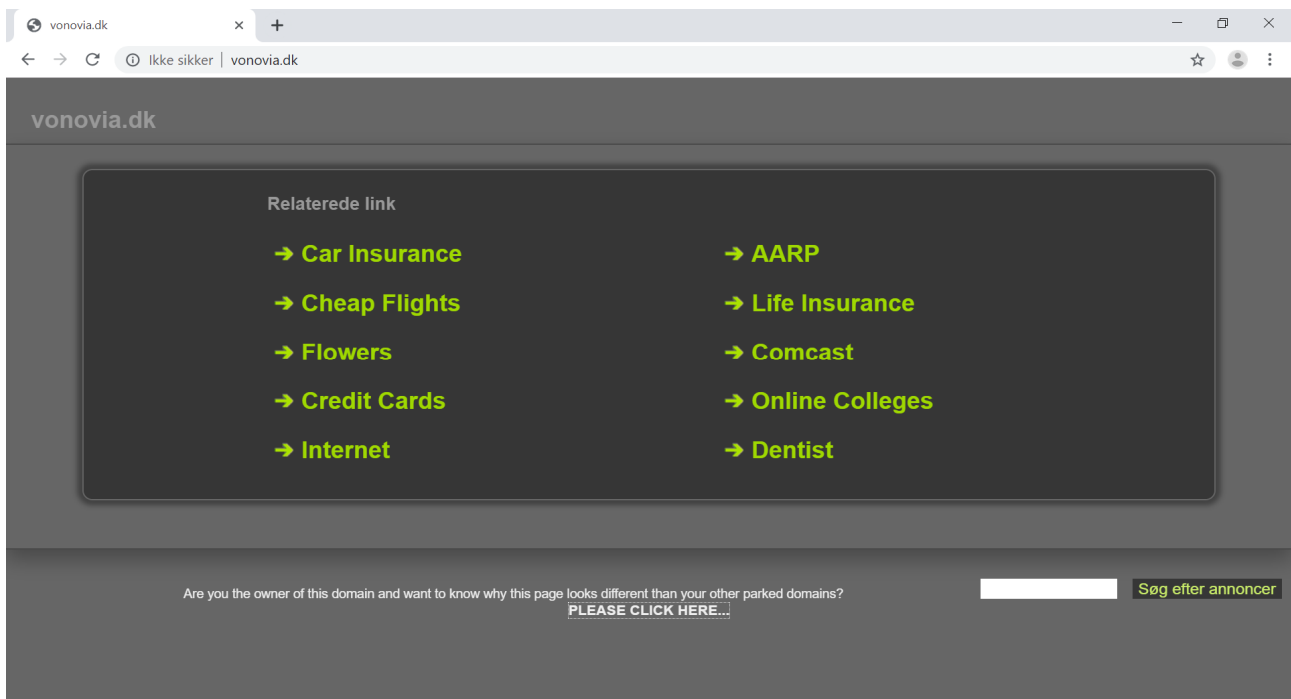 vonovia.dk
Ikke sikker | vonovia.dk
vonovia.dk
Relaterede link
Car Insurance
AARP
Cheap Flights
Life Insurance
Flowers
Comcast
Credit Cards
Online Colleges
Internet
Dentist
Are you the owner of this domain and want to know why this page looks different than your other parked domains?
PLEASE CLICK HERE...
Søg efter annoncer